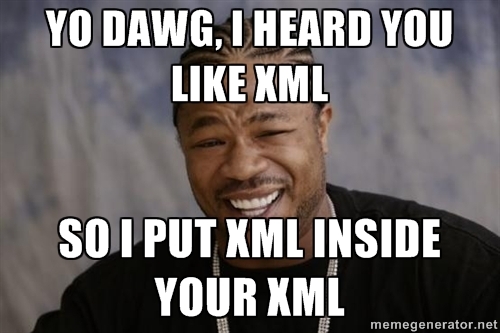 YO DAWG, I HEARD YOU
LIKE XML
SO I PUT XML INSIDE
YOUR XML
memegenerator.net